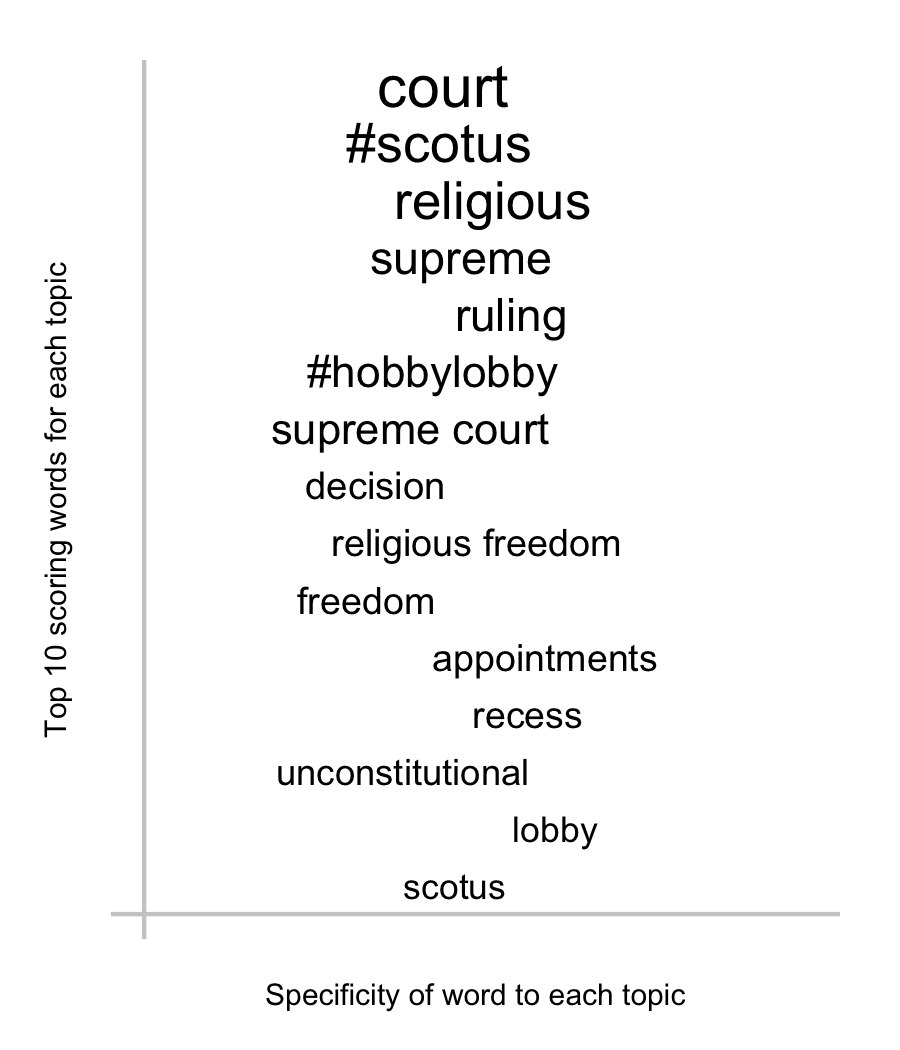 court
#scotus
religious
supreme
ruling
#hobbylobby
supreme court
decision
religious freedom
freedom
appointments
recess
unconstitutional
lobby
scotus
Top 10 scoring words for each topic
Specificity of word to each topic